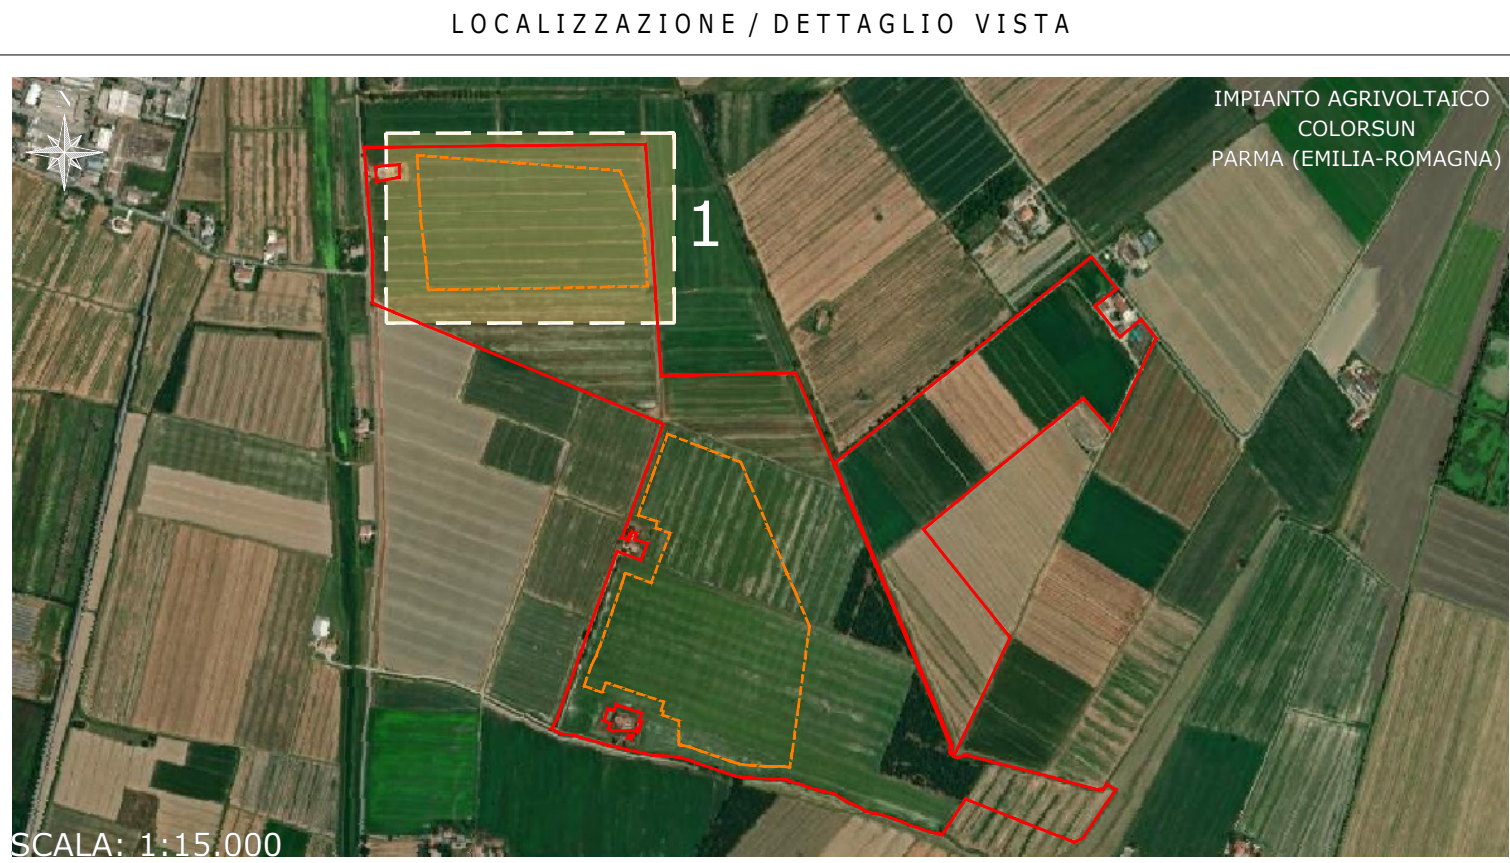 LOCALIZZAZIONE / DETTAGLIO VISTA
IMPIANTO AGRIVOLTAICO
COLORSUN
PARMA (EMILIA-ROMAGNA)
1
SCALA: 1:15.000